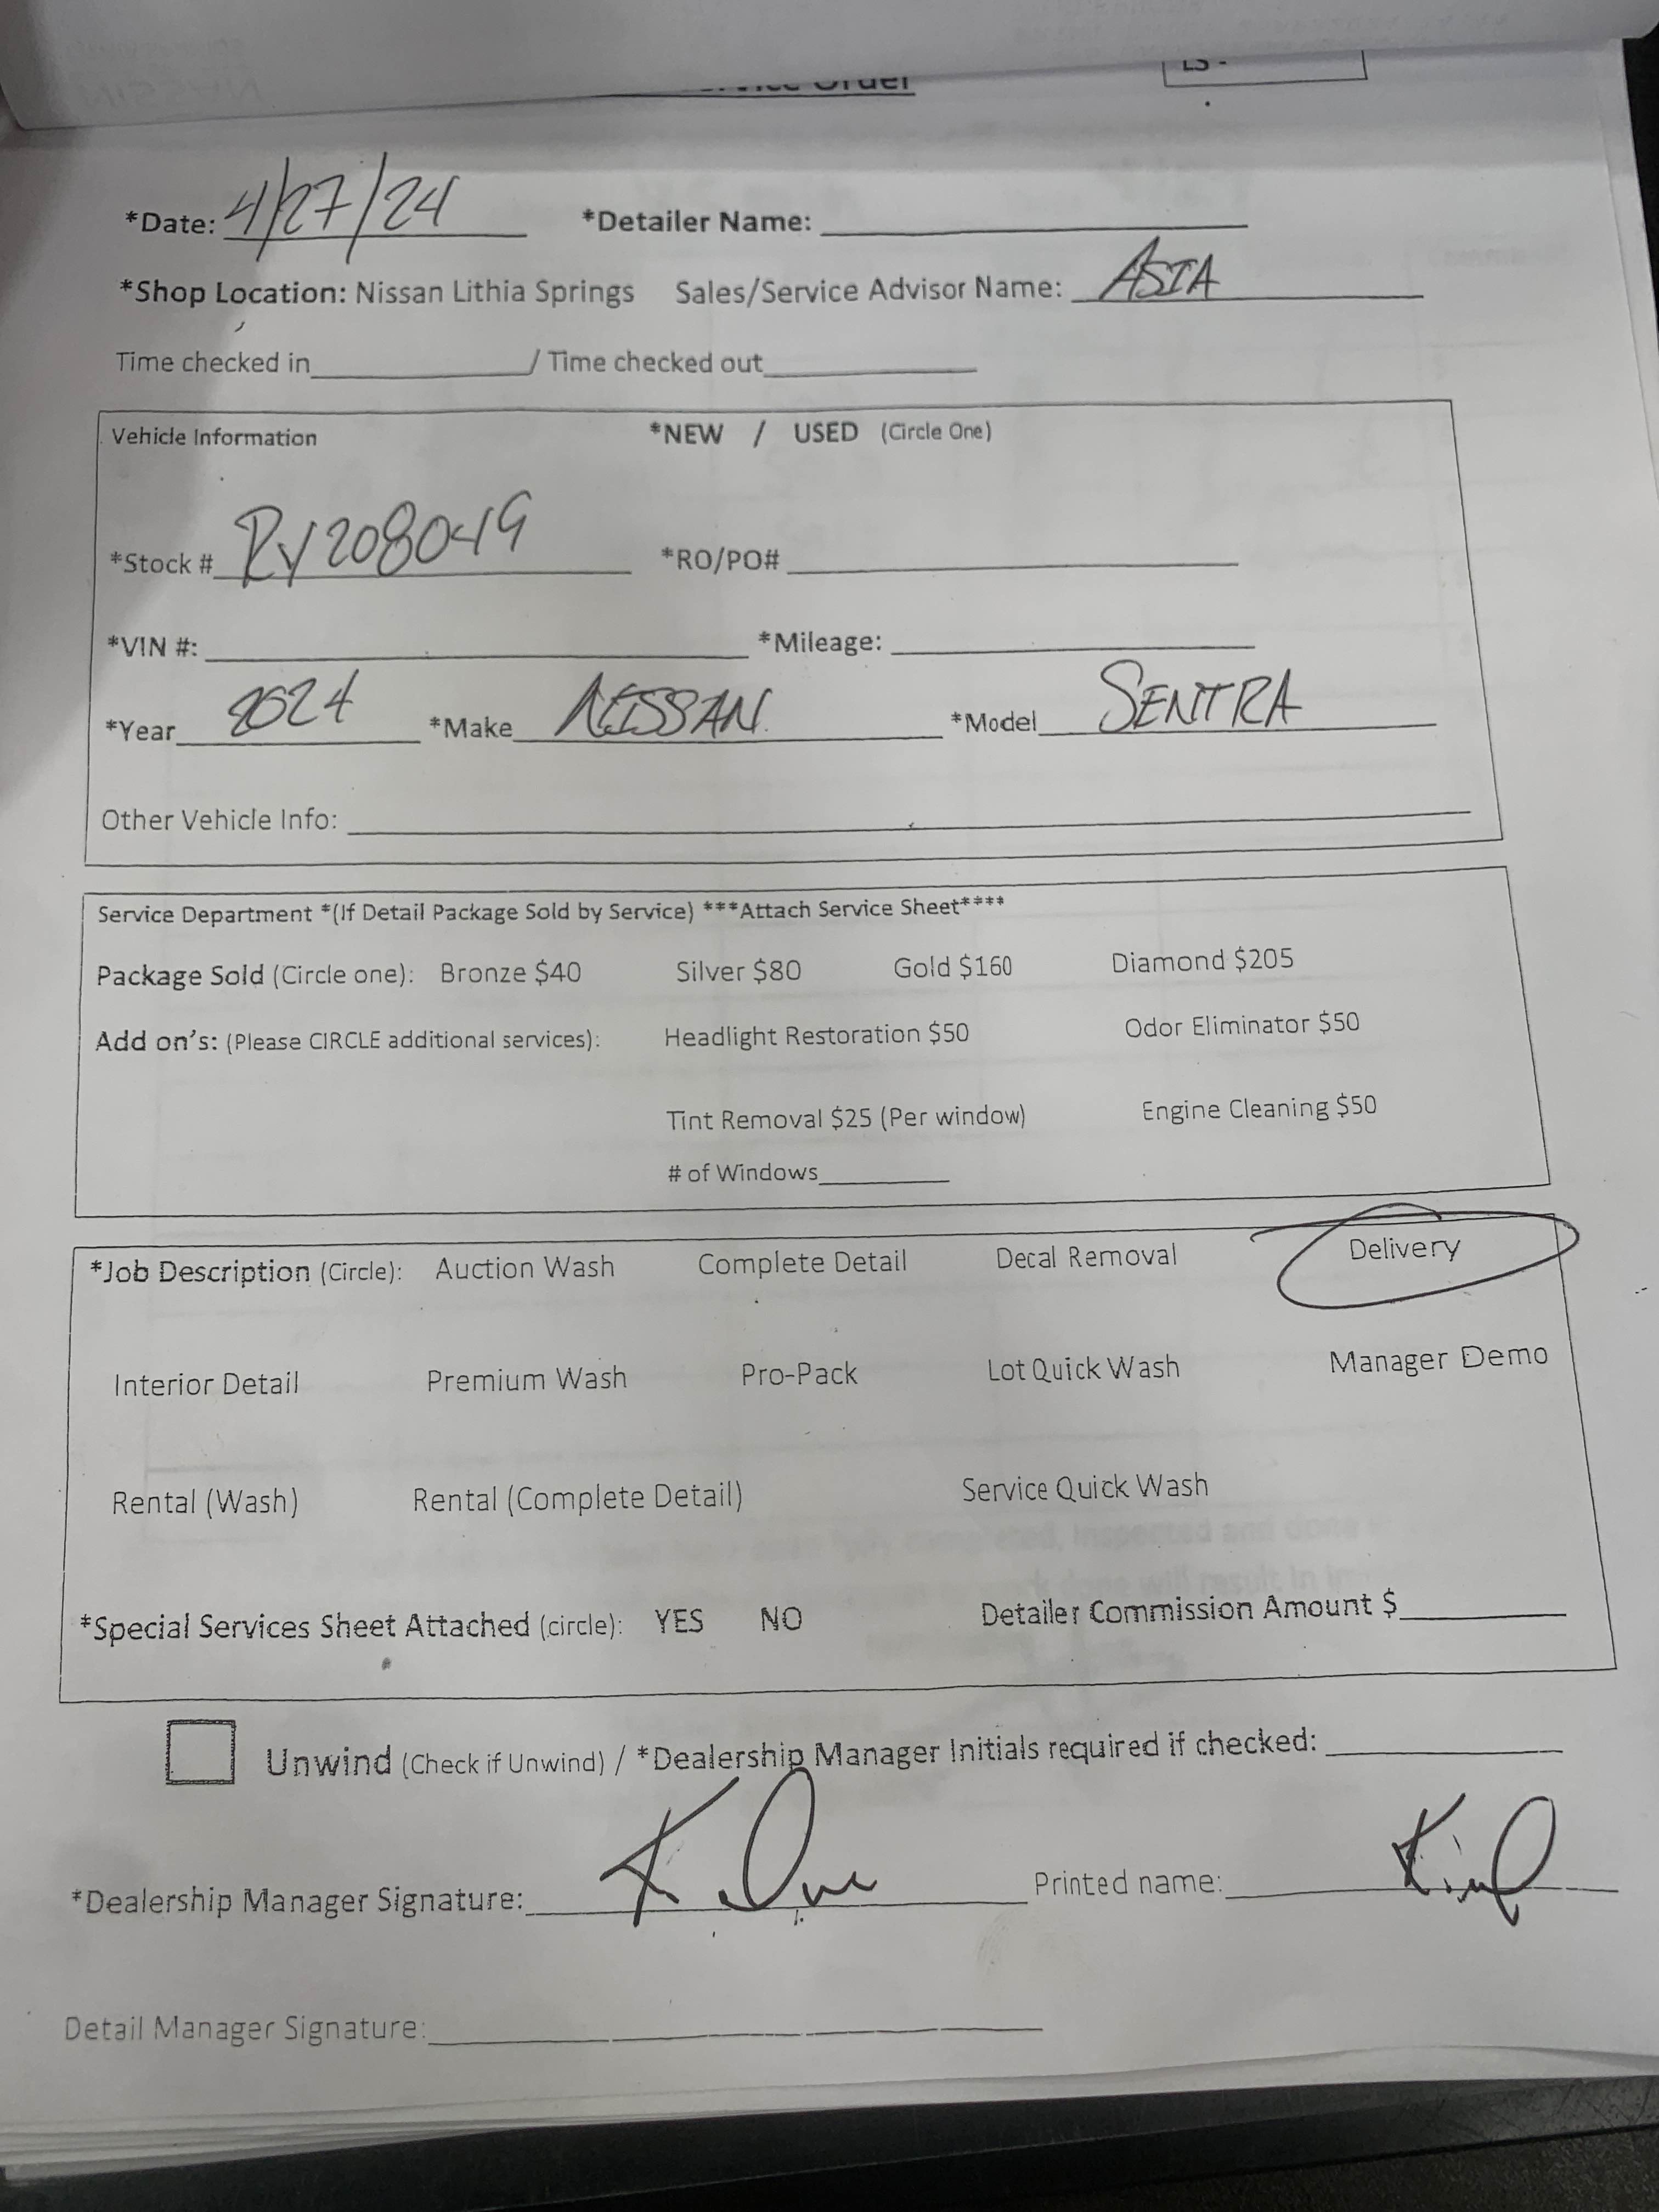 Order
LS -
*Date: 4/27/24 *Detailer Name:
*Shop Location: Nissan Lithia Springs Sales/Service Advisor Name: ASIA
Time checked in / Time checked out
Vehicle Information *NEW / USED (Circle One)
*Stock # RY208049 *RO/PO#
*VIN #: *Mileage:
*Year 2024 *Make NISSAN *Model SENTRA
Other Vehicle Info:
Service Department *(If Detail Package Sold by Service) ***Attach Service Sheet****
Package Sold (Circle one): Bronze $40 Silver $80 Gold $160 Diamond $205
Add on's: (Please CIRCLE additional services): Headlight Restoration $50 Odor Eliminator $50
Tint Removal $25 (Per window) Engine Cleaning $50
# of Windows
*Job Description (Circle): Auction Wash Complete Detail Decal Removal Delivery
Interior Detail Premium Wash Pro-Pack Lot Quick Wash Manager Demo
Rental (Wash) Rental (Complete Detail) Service Quick Wash
*Special Services Sheet Attached (circle): YES NO Detailer Commission Amount $
Unwind (Check if Unwind) / *Dealership Manager Initials required if checked:
*Dealership Manager Signature: Printed name:
Detail Manager Signature: